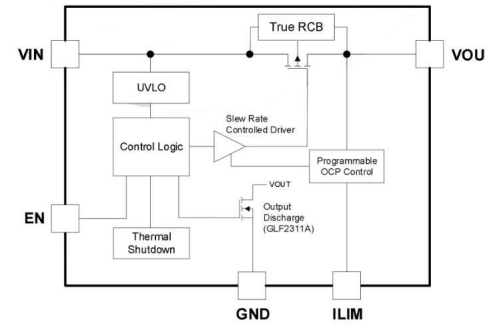 True RCB
VIN
VOU
UVLO
Slew Rate
Controlled Driver
Control Logic
Programmable
OCP Control
VOUT
EN
Output
Discharge
(GLF2311A)
Thermal
Shutdown
GND
ILIM